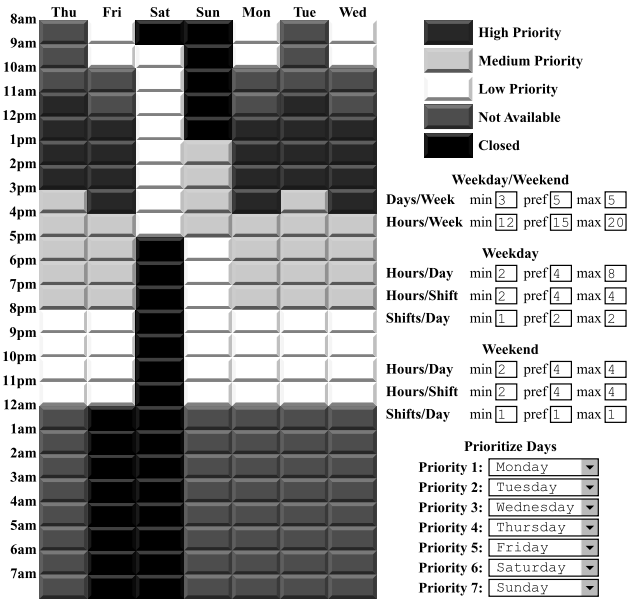 Thu Fri Sat Sun Mon Tue Wed
8am
9am
10am
11am
12pm
1pm
2pm
3pm
4pm
5pm
6pm
7pm
8pm
9pm
10pm
11pm
12am
1am
2am
3am
4am
5am
6am
7am
High Priority
Medium Priority
Low Priority
Not Available
Closed
Weekday/Weekend
Days/Week min 3 pref 5 max 5
Hours/Week min 12 pref 15 max 20
Weekday
Hours/Day min 2 pref 4 max 8
Hours/Shift min 2 pref 4 max 4
Shifts/Day min 1 pref 2 max 2
Weekend
Hours/Day min 2 pref 4 max 4
Hours/Shift min 2 pref 4 max 4
Shifts/Day min 1 pref 1 max 1
Prioritize Days
Priority 1: Monday
Priority 2: Tuesday
Priority 3: Wednesday
Priority 4: Thursday
Priority 5: Friday
Priority 6: Saturday
Priority 7: Sunday